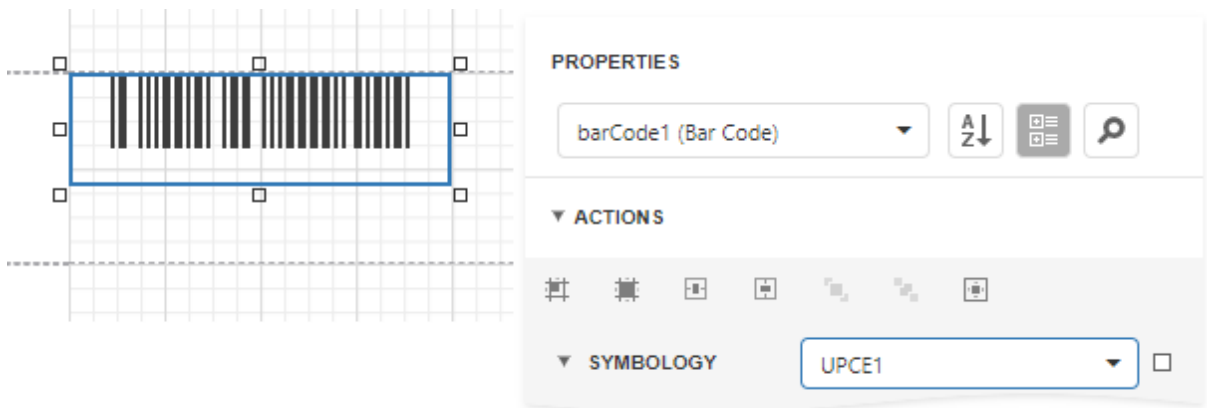 PROPERTIES
barCode1 (Bar Code)
A
Z
ACTIONS
SYMBOLOGY UPCE1